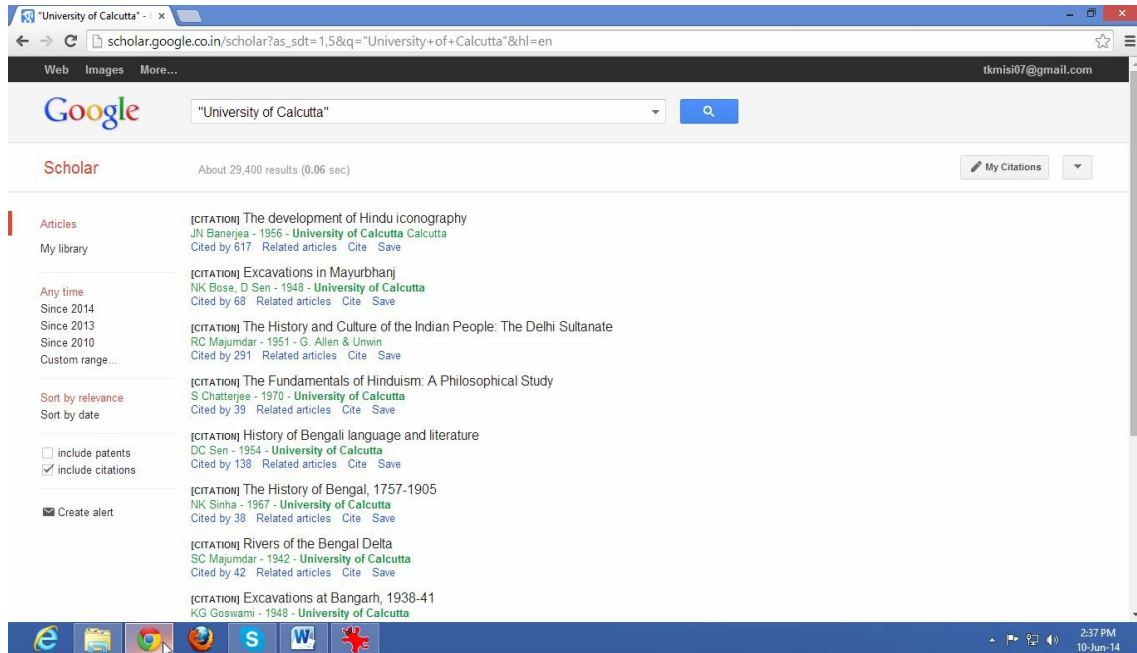 "University of Calcutta" -
scholar.google.co.in/scholar?as_sdt=1,5&q="University+of+Calcutta"&hl=en
Web Images More...
tkmisi07@gmail.com
Google
"University of Calcutta"
Scholar
About 29,400 results (0.06 sec)
My Citations
Articles
My library
Any time
Since 2014
Since 2013
Since 2010
Custom range...
Sort by relevance
Sort by date
include patents
include citations
Create alert
[CITATION] The development of Hindu iconography
JN Banerjea - 1956 - University of Calcutta Calcutta
Cited by 617 Related articles Cite Save
[CITATION] Excavations in Mayurbhanj
NK Bose, D Sen - 1948 - University of Calcutta
Cited by 68 Related articles Cite Save
[CITATION] The History and Culture of the Indian People: The Delhi Sultanate
RC Majumdar - 1951 - G. Allen & Unwin
Cited by 291 Related articles Cite Save
[CITATION] The Fundamentals of Hinduism: A Philosophical Study
S Chatterjee - 1970 - University of Calcutta
Cited by 39 Related articles Cite Save
[CITATION] History of Bengali language and literature
DC Sen - 1954 - University of Calcutta
Cited by 138 Related articles Cite Save
[CITATION] The History of Bengal, 1757-1905
NK Sinha - 1967 - University of Calcutta
Cited by 38 Related articles Cite Save
[CITATION] Rivers of the Bengal Delta
SC Majumdar - 1942 - University of Calcutta
Cited by 42 Related articles Cite Save
[CITATION] Excavations at Bangarh, 1938-41
KG Goswami - 1948 - University of Calcutta
2:37 PM
10-Jun-14